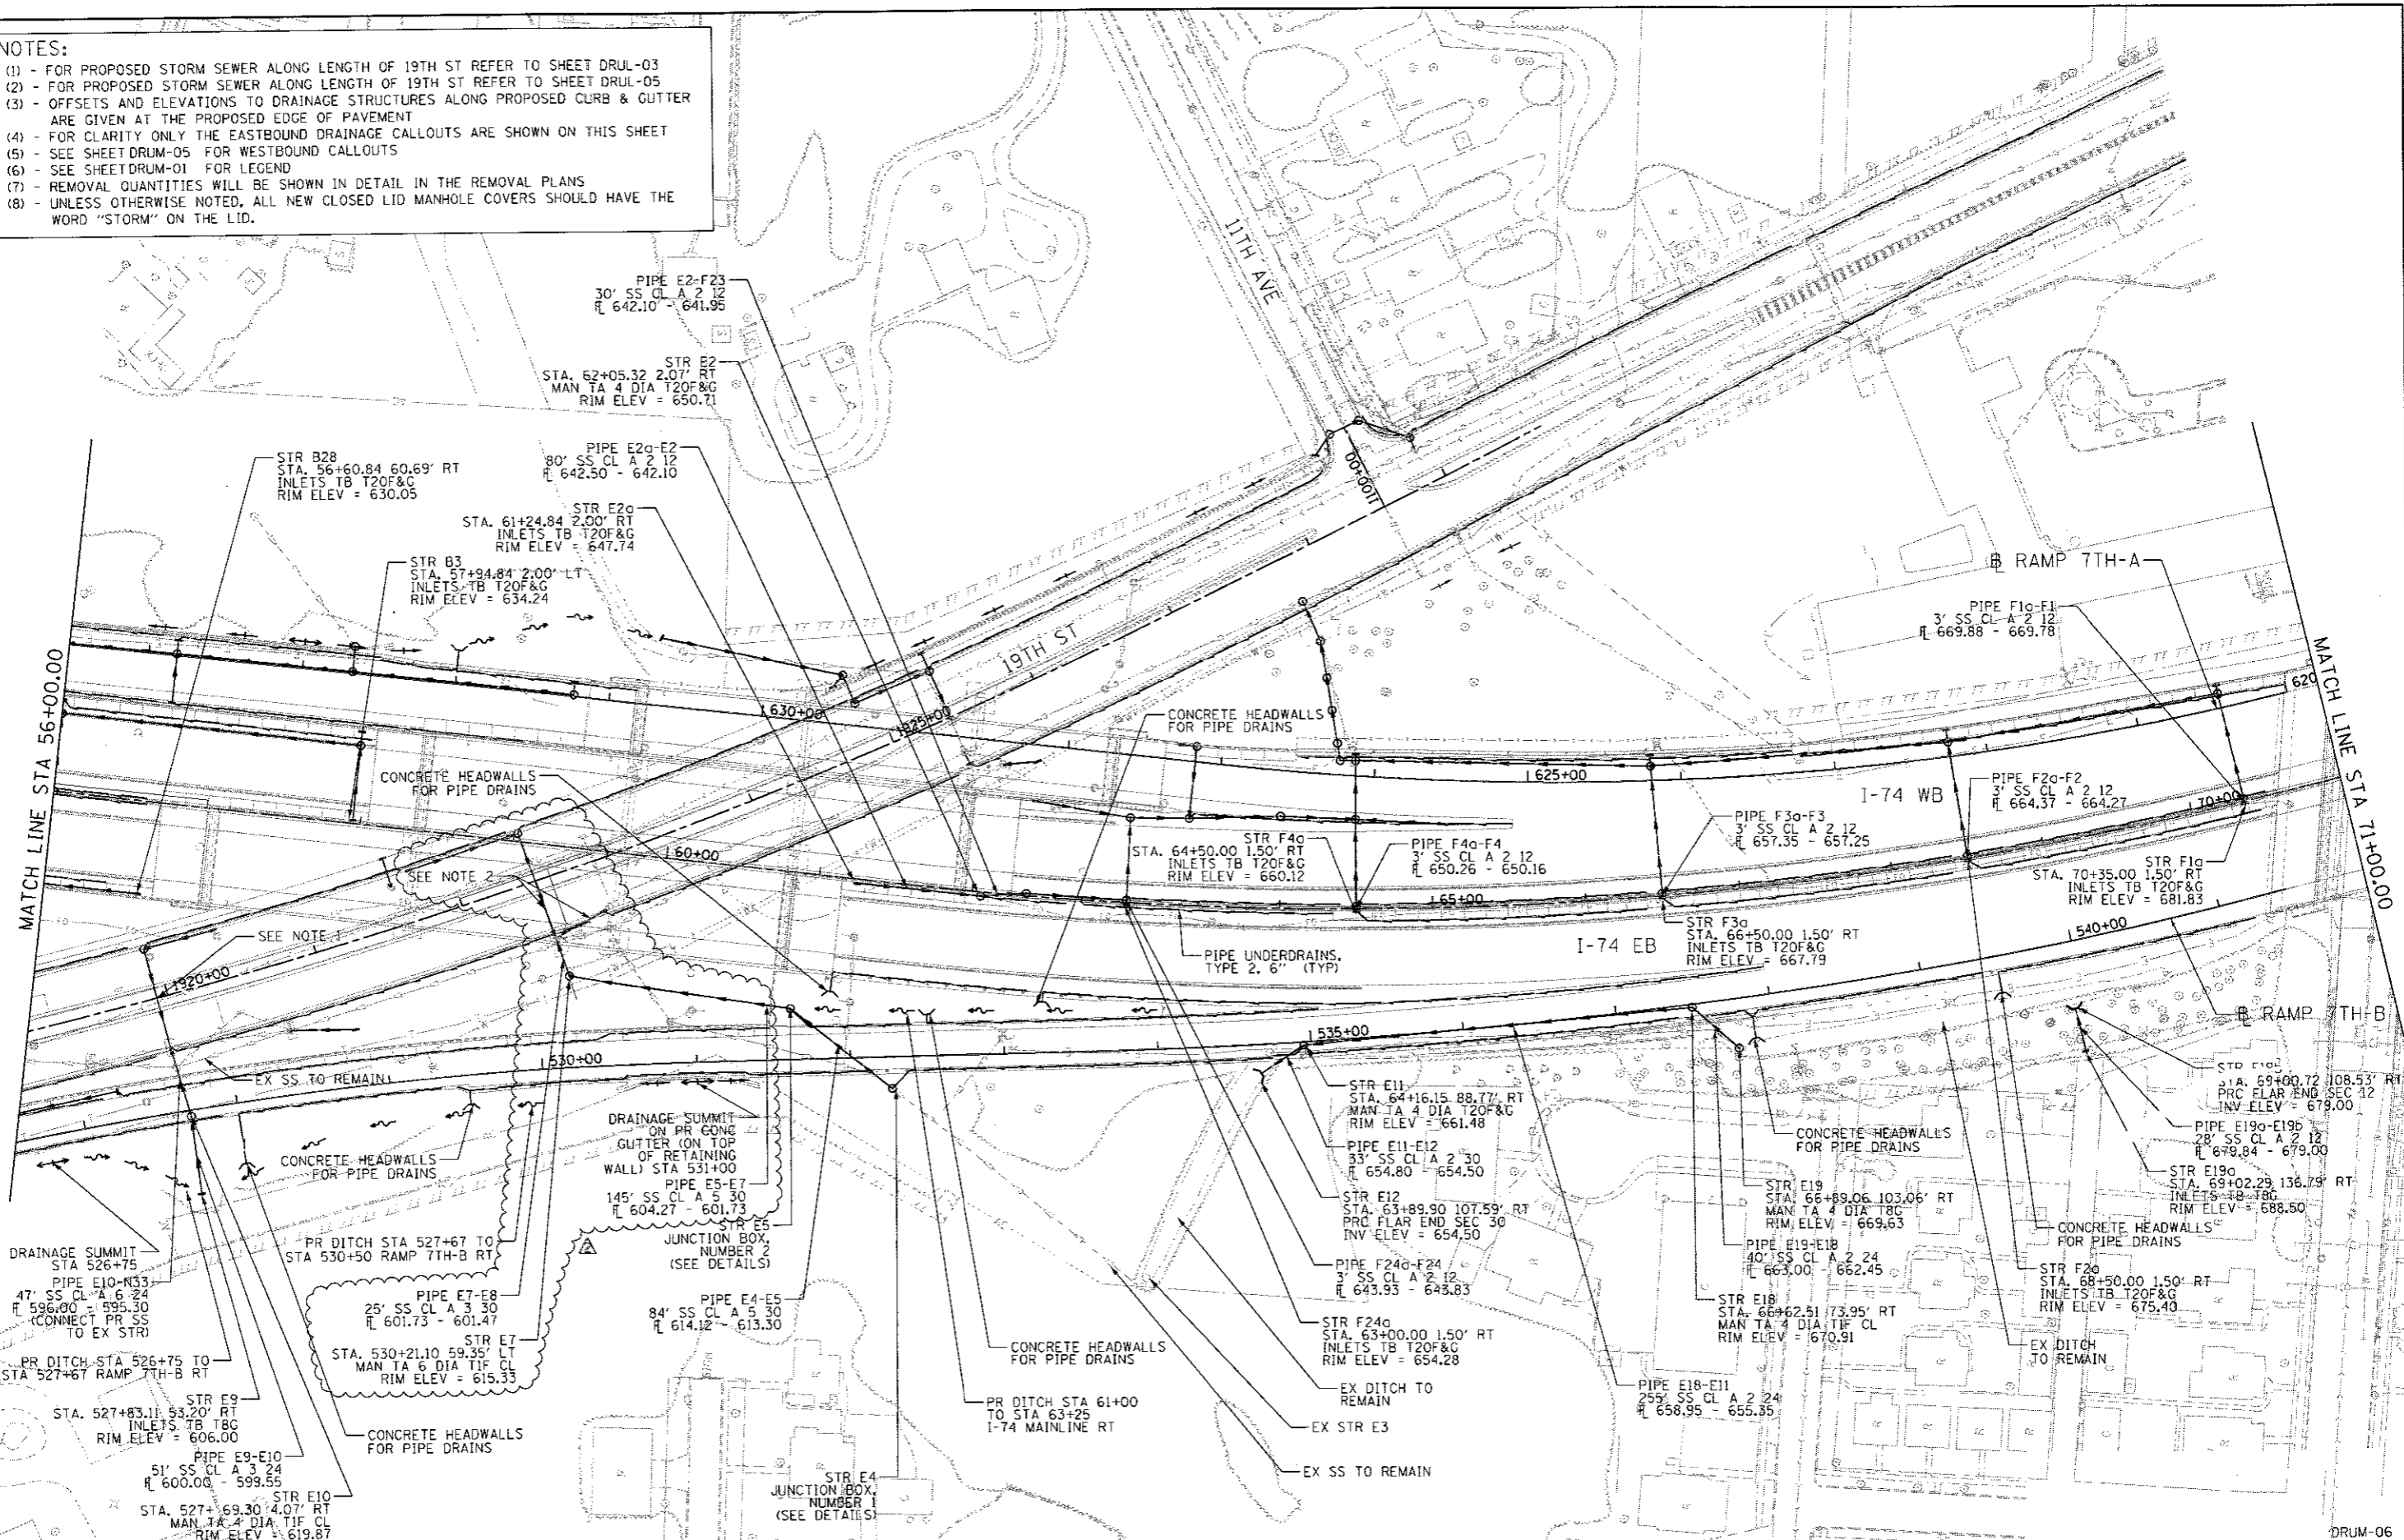 NOTES:
(1) - FOR PROPOSED STORM SEWER ALONG LENGTH OF 19TH ST REFER TO SHEET DRUL-03
(2) - FOR PROPOSED STORM SEWER ALONG LENGTH OF 19TH ST REFER TO SHEET DRUL-05
(3) - OFFSETS AND ELEVATIONS TO DRAINAGE STRUCTURES ALONG PROPOSED CURB & GUTTER
ARE GIVEN AT THE PROPOSED EDGE OF PAVEMENT
(4) - FOR CLARITY ONLY THE EASTBOUND DRAINAGE CALLOUTS ARE SHOWN ON THIS SHEET
(5) - SEE SHEET DRUM-05 FOR WESTBOUND CALLOUTS
(6) - SEE SHEET DRUM-01 FOR LEGEND
(7) - REMOVAL QUANTITIES WILL BE SHOWN IN DETAIL IN THE REMOVAL PLANS
(8) - UNLESS OTHERWISE NOTED, ALL NEW CLOSED LID MANHOLE COVERS SHOULD HAVE THE
WORD "STORM" ON THE LID.
11TH AVE
1100+00
PIPE E2-F23
30' SS CL A 2 12
FL 642.10 - 641.95
STR E2
STA. 62+05.32 2.07' RT
MAN TA 4 DIA T20F&G
RIM ELEV = 650.71
PIPE E2a-E2
80' SS CL A 2 12
FL 642.50 - 642.10
STR E2a
STA. 61+24.84 2.00' RT
INLETS TB T20F&G
RIM ELEV = 647.74
STR B28
STA. 56+60.84 60.69' RT
INLETS TB T20F&G
RIM ELEV = 630.05
STR B3
STA. 57+94.84 2.00' LT
INLETS TB T20F&G
RIM ELEV = 634.24
19TH ST
BL RAMP 7TH-A
PIPE F1a-F1
3' SS CL A 2 12
FL 669.88 - 669.78
MATCH LINE STA 56+00.00
MATCH LINE STA 71+00.00
630+00
1925+00
625+00
620
CONCRETE HEADWALLS
FOR PIPE DRAINS
CONCRETE HEADWALLS
FOR PIPE DRAINS
I-74 WB
PIPE F2a-F2
3' SS CL A 2 12
FL 664.37 - 664.27
70+00
PIPE F3a-F3
3' SS CL A 2 12
FL 657.35 - 657.25
STR F4a
STA. 64+50.00 1.50' RT
INLETS TB T20F&G
RIM ELEV = 660.12
PIPE F4a-F4
3' SS CL A 2 12
FL 650.26 - 650.16
60+00
65+00
SEE NOTE 2
SEE NOTE 1
1920+00
STR F1a
STA. 70+35.00 1.50' RT
INLETS TB T20F&G
RIM ELEV = 681.83
STR F3a
STA. 66+50.00 1.50' RT
INLETS TB T20F&G
RIM ELEV = 667.79
I-74 EB
540+00
PIPE UNDERDRAINS,
TYPE 2, 6" (TYP)
BL RAMP 7TH-B
535+00
530+00
EX SS TO REMAIN
CONCRETE HEADWALLS
FOR PIPE DRAINS
DRAINAGE SUMMIT
ON PR CONC
GUTTER (ON TOP
OF RETAINING
WALL) STA 531+00
PIPE E5-E7
145' SS CL A 5 30
FL 604.27 - 601.73
STR E5
JUNCTION BOX,
NUMBER 2
(SEE DETAILS)
STR E11
STA. 64+16.15 88.77' RT
MAN TA 4 DIA T20F&G
RIM ELEV = 661.48
PIPE E11-E12
33' SS CL A 2 30
FL 654.80 - 654.50
STR E12
STA. 63+89.90 107.59' RT
PRC FLAR END SEC 30
INV ELEV = 654.50
PIPE F24a-F24
3' SS CL A 2 12
FL 643.93 - 643.83
STR F24a
STA. 63+00.00 1.50' RT
INLETS TB T20F&G
RIM ELEV = 654.28
EX DITCH TO
REMAIN
EX STR E3
EX SS TO REMAIN
CONCRETE HEADWALLS
FOR PIPE DRAINS
STR E19
STA. 66+89.06 103.06' RT
MAN TA 4 DIA T8G
RIM ELEV = 669.63
PIPE E19-E18
40' SS CL A 2 24
FL 663.00 - 662.45
STR E18
STA. 66+62.51 73.95' RT
MAN TA 4 DIA T1F CL
RIM ELEV = 670.91
PIPE E18-E11
255' SS CL A 2 24
FL 658.95 - 655.35
STR E19b
STA. 69+00.72 108.53' RT
PRC FLAR END SEC 12
INV ELEV = 679.00
PIPE E19a-E19b
28' SS CL A 2 12
FL 679.84 - 679.00
STR E19a
STA. 69+02.29 136.79' RT
INLETS TB T8G
RIM ELEV = 688.50
CONCRETE HEADWALLS
FOR PIPE DRAINS
STR F2a
STA. 68+50.00 1.50' RT
INLETS TB T20F&G
RIM ELEV = 675.40
EX DITCH
TO REMAIN
DRAINAGE SUMMIT
STA 526+75
PIPE E10-N33
47' SS CL A 6 24
FL 596.00 - 595.30
(CONNECT PR SS
TO EX STR)
PR DITCH STA 526+75 TO
STA 527+67 RAMP 7TH-B RT
STR E9
STA. 527+83.11 53.20' RT
INLETS TB T8G
RIM ELEV = 606.00
PIPE E9-E10
51' SS CL A 3 24
FL 600.00 - 599.55
STR E10
STA. 527+69.30 4.07' RT
MAN TA 4 DIA T1F CL
RIM ELEV = 619.87
PR DITCH STA 527+67 TO
STA 530+50 RAMP 7TH-B RT
PIPE E7-E8
25' SS CL A 3 30
FL 601.73 - 601.47
STR E7
STA. 530+21.10 59.35' LT
MAN TA 6 DIA T1F CL
RIM ELEV = 615.33
CONCRETE HEADWALLS
FOR PIPE DRAINS
PIPE E4-E5
84' SS CL A 5 30
FL 614.12 - 613.30
CONCRETE HEADWALLS
FOR PIPE DRAINS
PR DITCH STA 61+00
TO STA 63+25
I-74 MAINLINE RT
STR E4
JUNCTION BOX,
NUMBER 1
(SEE DETAILS)
DRUM-06